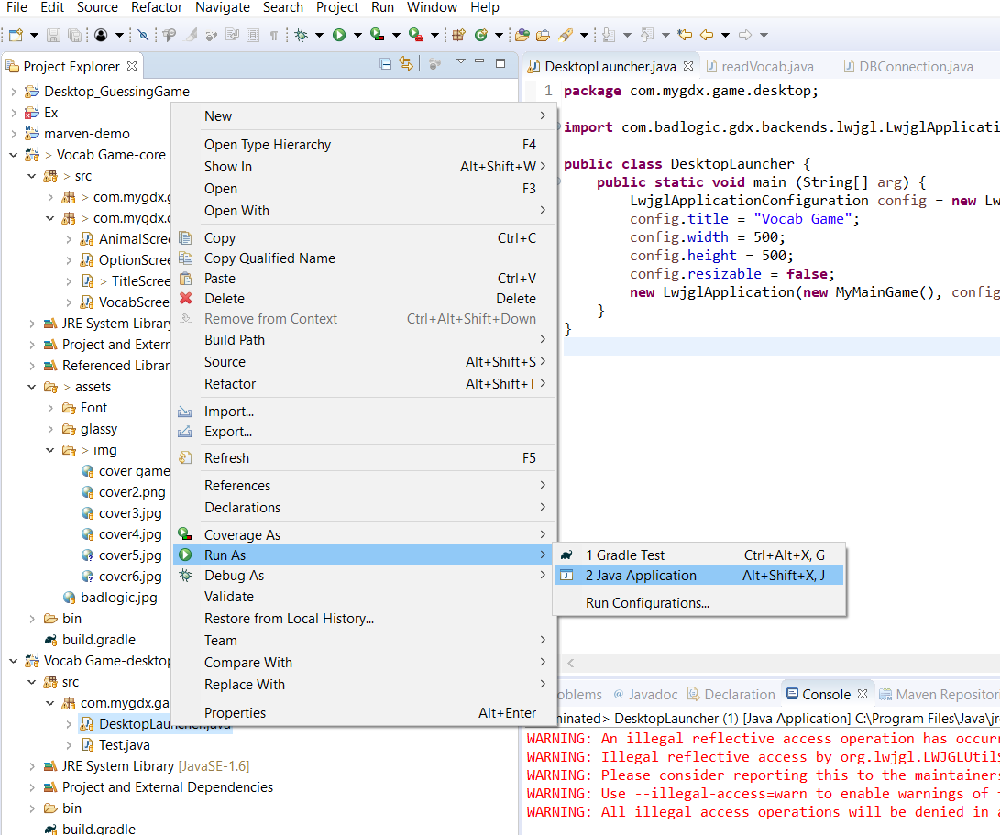 File Edit Source Refactor Navigate Search Project Run Window Help
Project Explorer
Desktop_GuessingGame
Ex
marven-demo
> Vocab Game-core
> src
> com.mygdx.g
> com.mygdx.g
AnimalScree
OptionScree
> TitleScree
VocabScree
JRE System Library
Project and Extern
Referenced Librar
> assets
Font
glassy
> img
cover game
cover2.png
cover3.jpg
cover4.jpg
cover5.jpg
cover6.jpg
badlogic.jpg
bin
build.gradle
Vocab Game-desktop
src
com.mygdx.ga
DesktopLauncher.java
Test.java
JRE System Library [JavaSE-1.6]
Project and External Dependencies
bin
build.gradle
New
Open Type Hierarchy F4
Show In Alt+Shift+W
Open F3
Open With
Copy Ctrl+C
Copy Qualified Name
Paste Ctrl+V
Delete Delete
Remove from Context Ctrl+Alt+Shift+Down
Build Path
Source Alt+Shift+S
Refactor Alt+Shift+T
Import...
Export...
Refresh F5
References
Declarations
Coverage As
Run As
Debug As
Validate
Restore from Local History...
Team
Compare With
Replace With
Properties Alt+Enter
1 Gradle Test Ctrl+Alt+X, G
2 Java Application Alt+Shift+X, J
Run Configurations...
DesktopLauncher.java readVocab.java DBConnection.java
1 package com.mygdx.game.desktop;
import com.badlogic.gdx.backends.lwjgl.LwjglApplicati
public class DesktopLauncher {
public static void main (String[] arg) {
LwjglApplicationConfiguration config = new Lw
config.title = "Vocab Game";
config.width = 500;
config.height = 500;
config.resizable = false;
new LwjglApplication(new MyMainGame(), config
}
}
oblems Javadoc Declaration Console Maven Repositor
minated> DesktopLauncher (1) [Java Application] C:\Program Files\Java\jr
WARNING: An illegal reflective access operation has occurr
WARNING: Illegal reflective access by org.lwjgl.LWJGLUtil$
WARNING: Please consider reporting this to the maintainers
WARNING: Use --illegal-access=warn to enable warnings of
WARNING: All illegal access operations will be denied in a